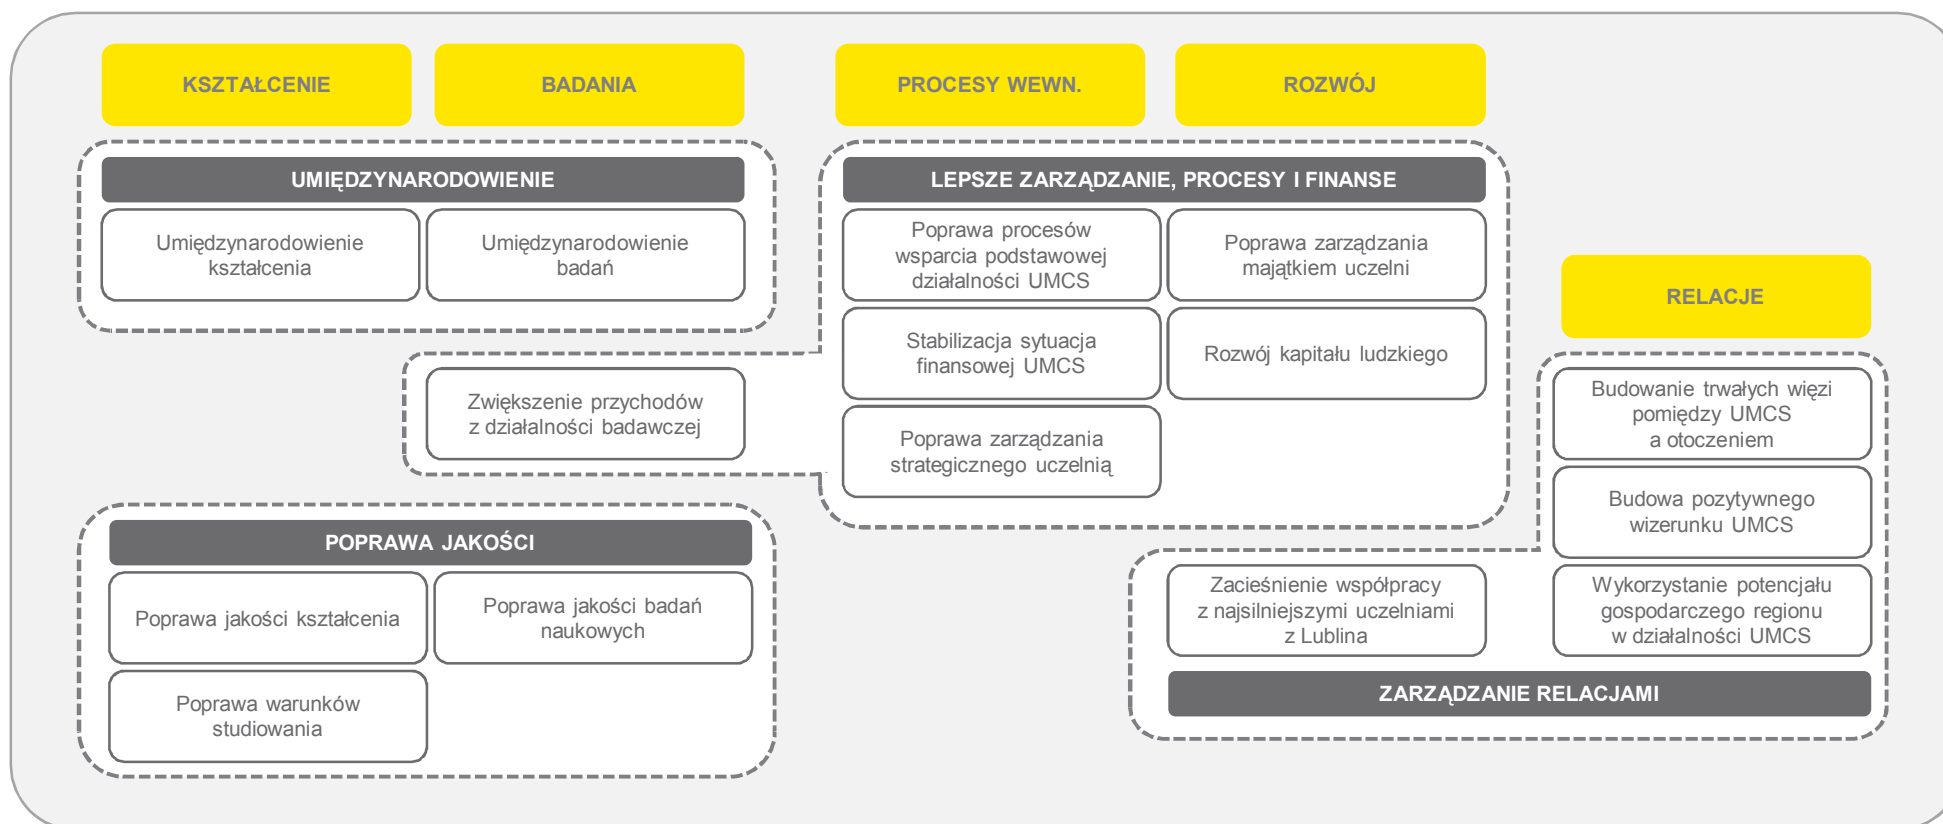 KSZTAŁCENIE
BADANIA
PROCESY WEWN.
ROZWÓJ
UMIĘDZYNARODOWIENIE
Umiędzynarodowienie
kształcenia
Umiędzynarodowienie
badań
Zwiększenie przychodów
z działalności badawczej
LEPSZE ZARZĄDZANIE, PROCESY I FINANSE
Poprawa procesów
wsparcia podstawowej
działalności UMCS
Poprawa zarządzania
majątkiem uczelni
Stabilizacja sytuacja
finansowej UMCS
Rozwój kapitału ludzkiego
Poprawa zarządzania
strategicznego uczelnią
POPRAWA JAKOŚCI
Poprawa jakości kształcenia
Poprawa jakości badań
naukowych
Poprawa warunków
studiowania
RELACJE
Budowanie trwałych więzi
pomiędzy UMCS
a otoczeniem
Budowa pozytywnego
wizerunku UMCS
Zacieśnienie współpracy
z najsilniejszymi uczelniami
z Lublina
Wykorzystanie potencjału
gospodarczego regionu
w działalności UMCS
ZARZĄDZANIE RELACJAMI